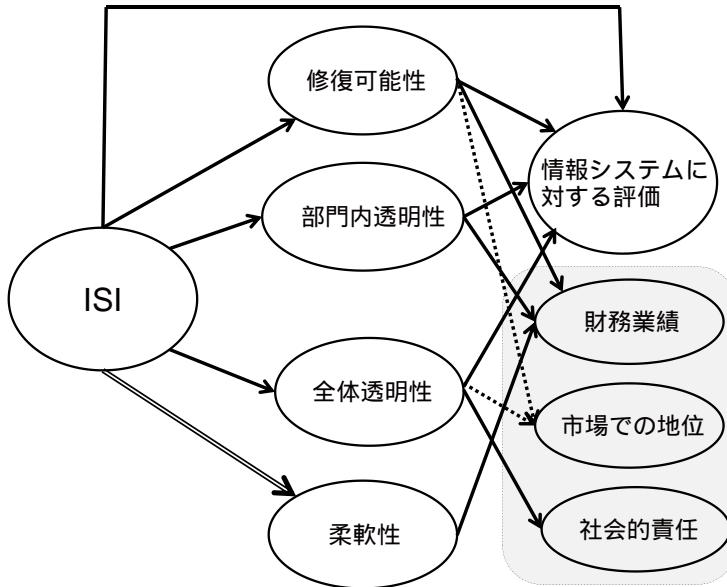 ISI
修復可能性
部門内透明性
全体透明性
柔軟性
情報システムに
対する評価
財務業績
市場での地位
社会的責任